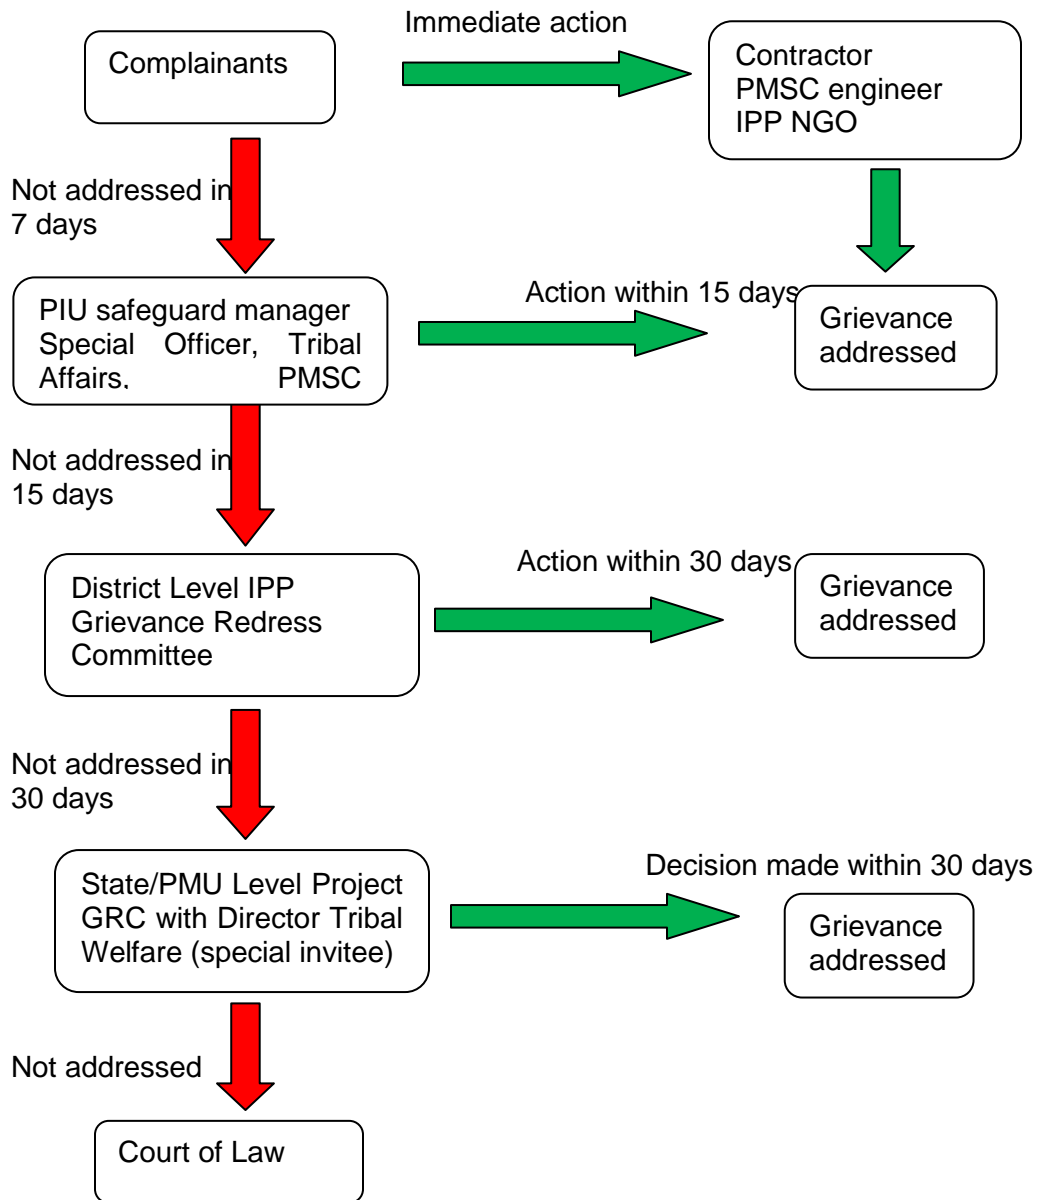 Immediate action
Complainants
Contractor
PMSC engineer
IPP NGO
Not addressed in
7 days
PIU safeguard manager
Special Officer, Tribal
Affairs, PMSC
Action within 15 days
Grievance
addressed
Not addressed in
15 days
District Level IPP
Grievance Redress
Committee
Action within 30 days
Grievance
addressed
Not addressed in
30 days
State/PMU Level Project
GRC with Director Tribal
Welfare (special invitee)
Decision made within 30 days
Grievance
addressed
Not addressed
Court of Law